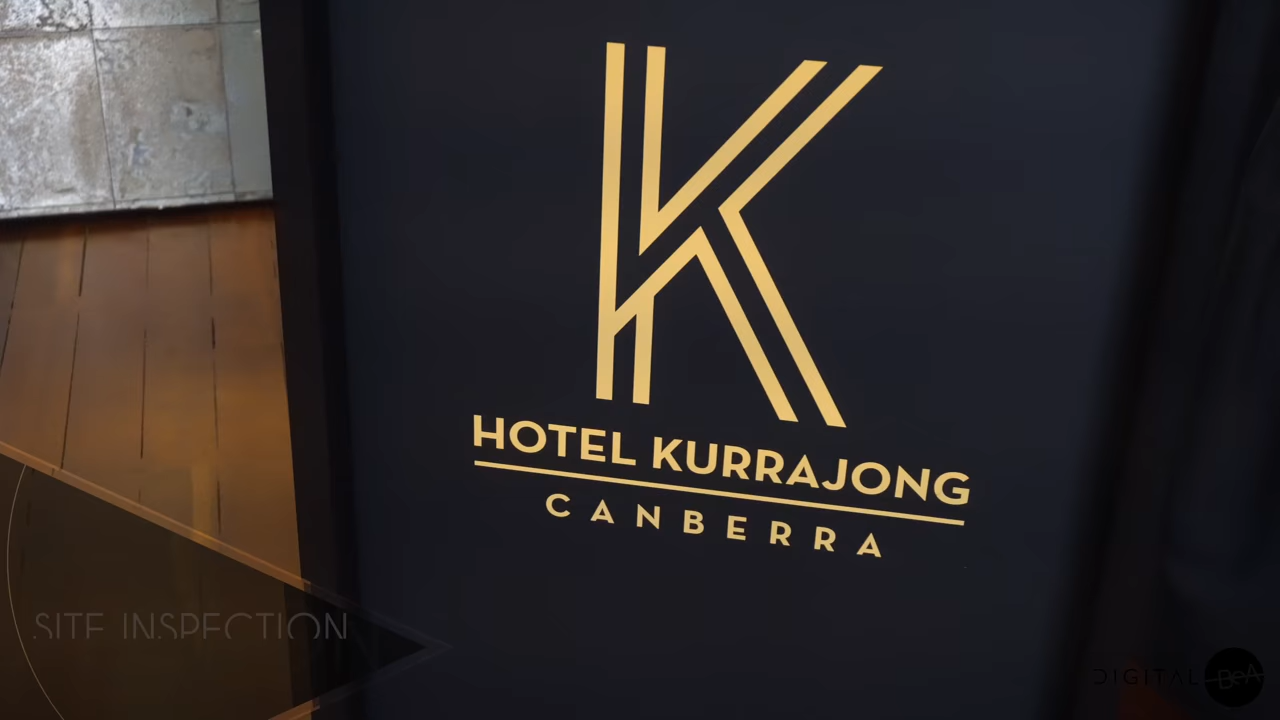 K
HOTEL KURRAJONG
CANBERRA
SITE INSPECTION
DIGITAL